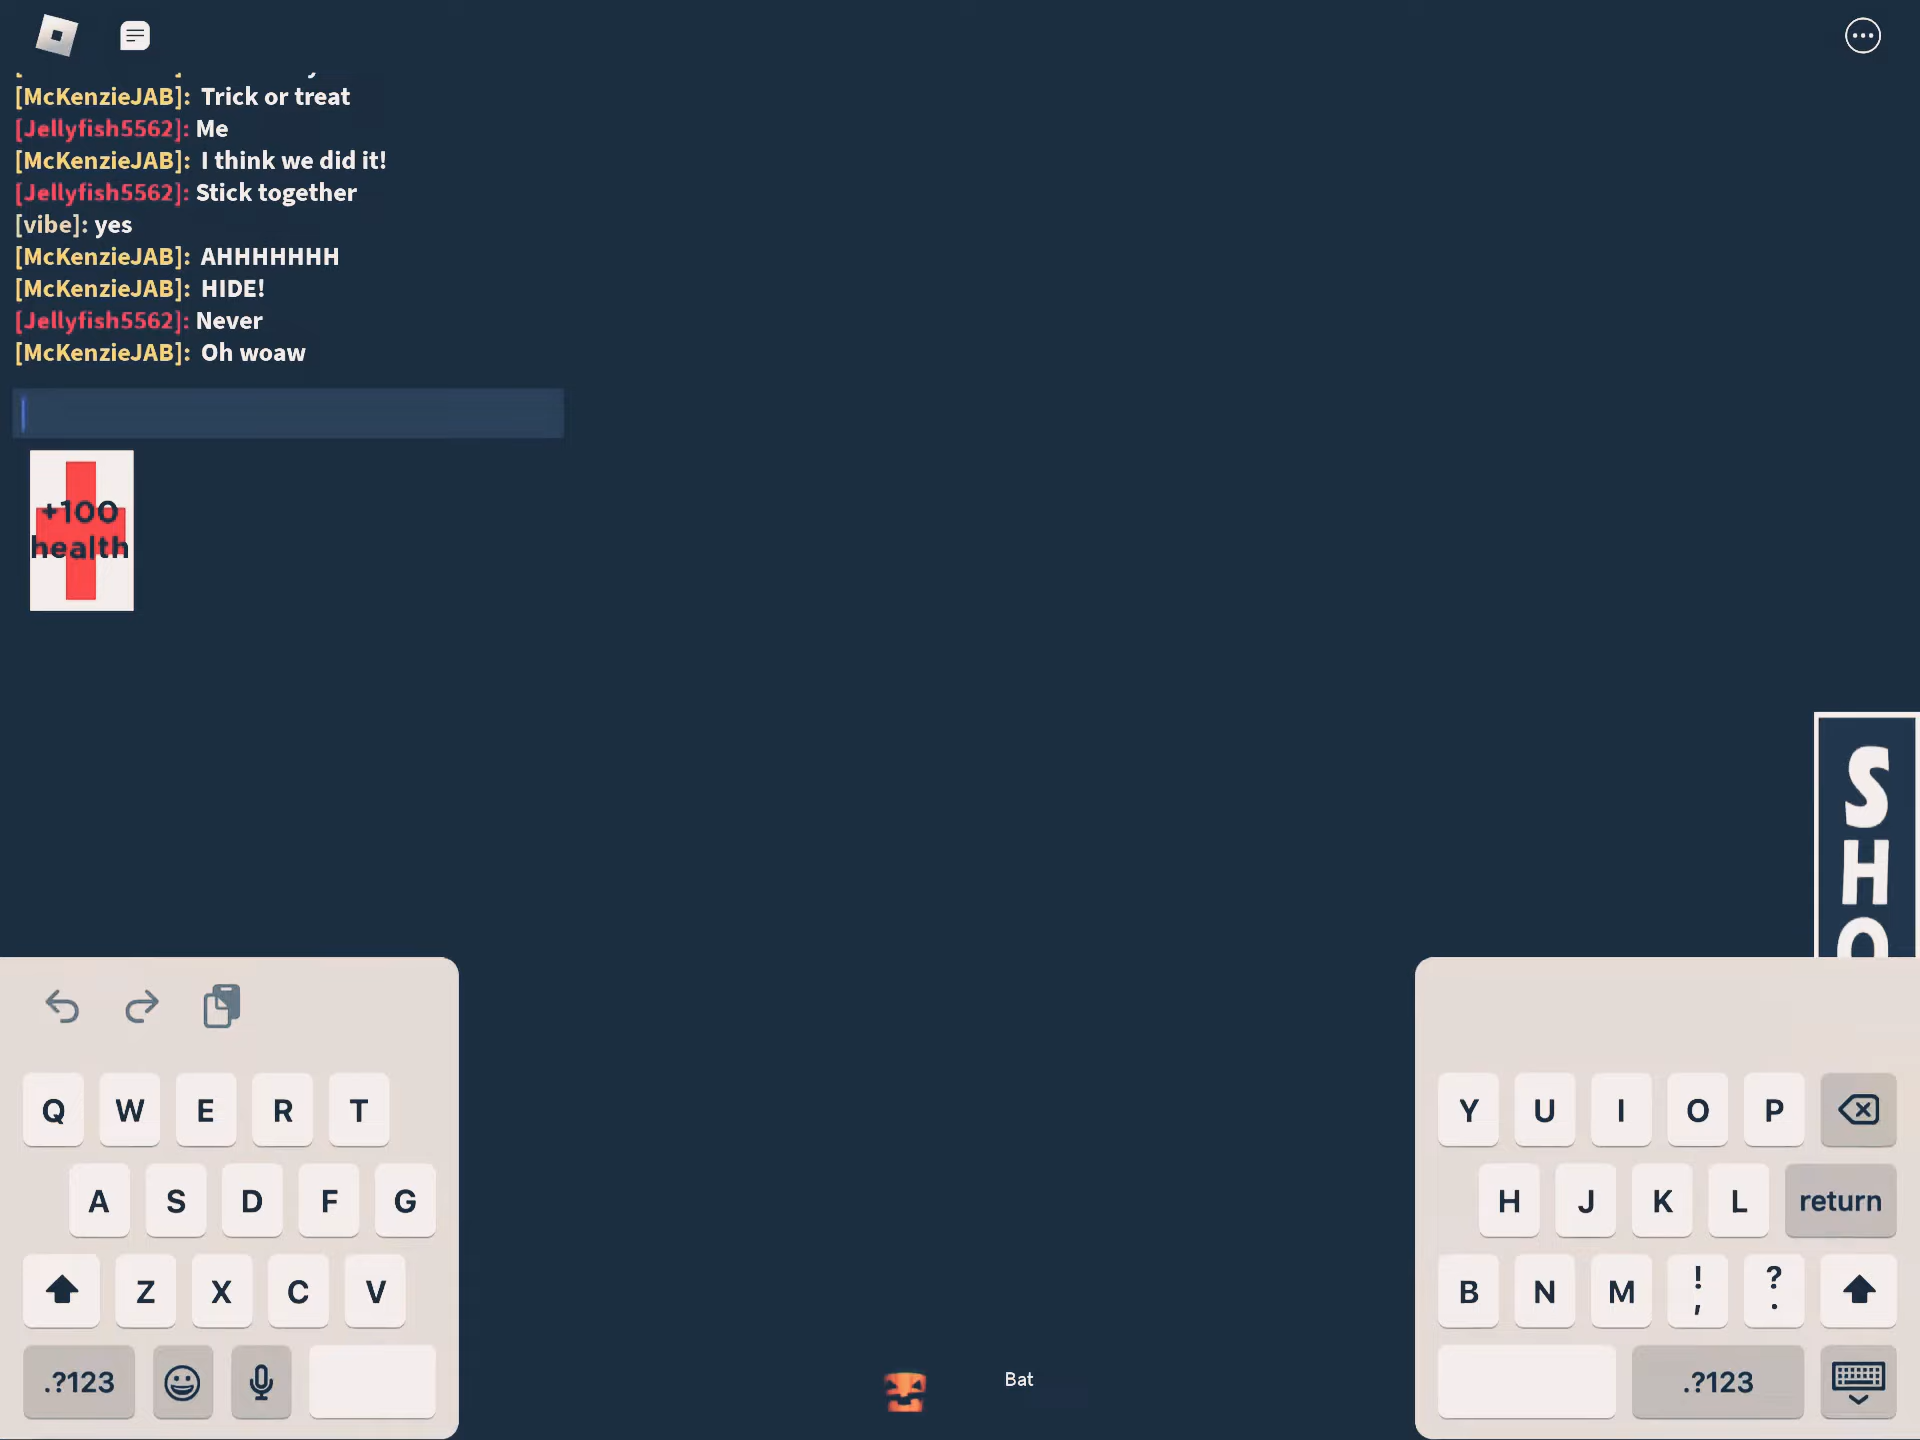 [McKenzieJAB]: Trick or treat
[Jellyfish5562]: Me
[McKenzieJAB]: I think we did it!
[Jellyfish5562]: Stick together
[vibe]: yes
[McKenzieJAB]: AHHHHHHH
[McKenzieJAB]: HIDE!
[Jellyfish5562]: Never
[McKenzieJAB]: Oh woaw
+100
health
S
H
O
Q W E R T
Y U I O P
A S D F G
H J K L return
Z X C V
B N M ! , ? .
.?123
.?123
Bat